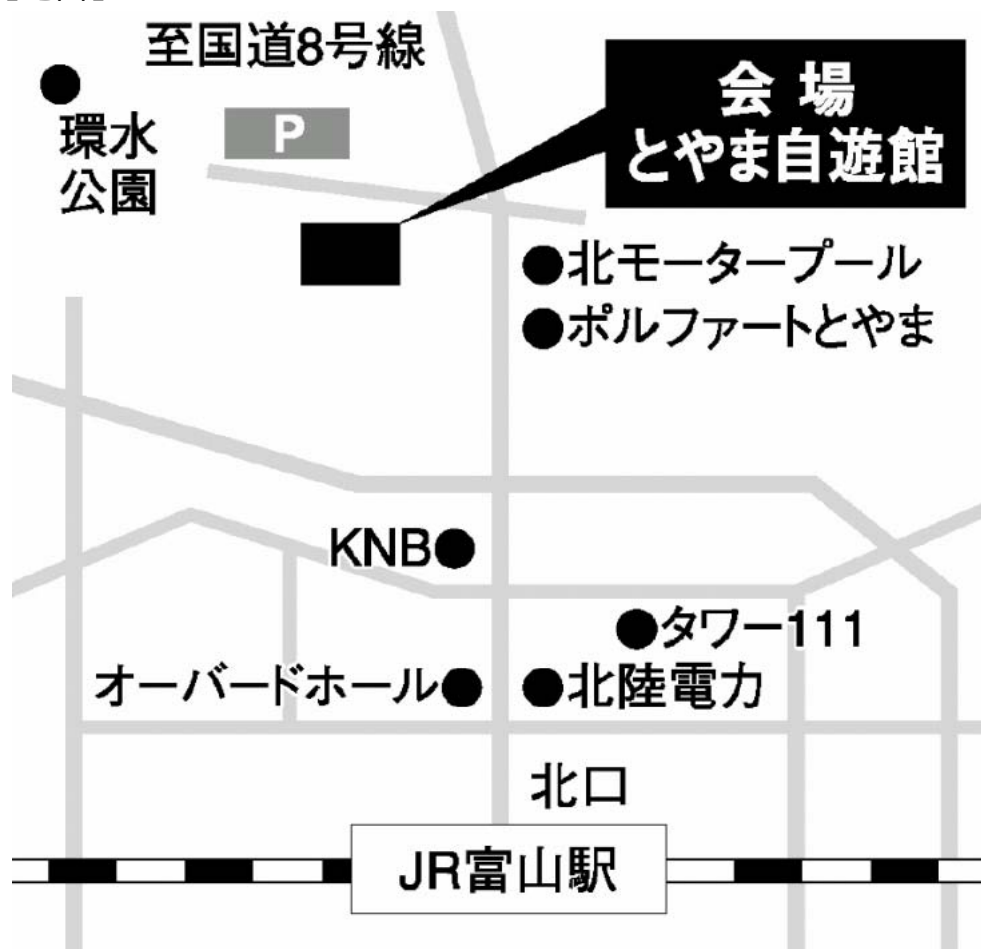 至国道8号線
会場
とやま自遊館
P
環水
公園
●北モータープール
●ポルファートとやま
KNB●
●タワー111
オーバードホール●
●北陸電力
北口
JR富山駅